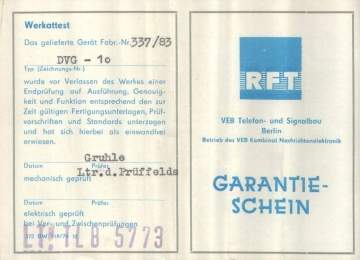 Werkattest
Das gelieferte Gerät Fabr.-Nr. 337/83
DVG - 10
Typ (Zeichnungs-Nr.)
wurde vor Verlassen des Werkes einer
Endprüfung auf Ausführung, Genauig-
keit und Funktion entsprechend den zur
Zeit gültigen Fertigungsunterlagen, Prüf-
vorschriften und Standards unterzogen
und hat sich hierbei als einwandfrei
erwiesen.
Gruhle
Datum Prüfer
mechanisch geprüft Ltr.d.Prüffelds
Datum Prüfer
elektrisch geprüft
bei Vor- und Zwischenprüfungen
RFT
VEB Telefon- und Signalbau
Berlin
Betrieb des VEB Kombinat Nachrichtenelektronik
GARANTIE-
SCHEIN